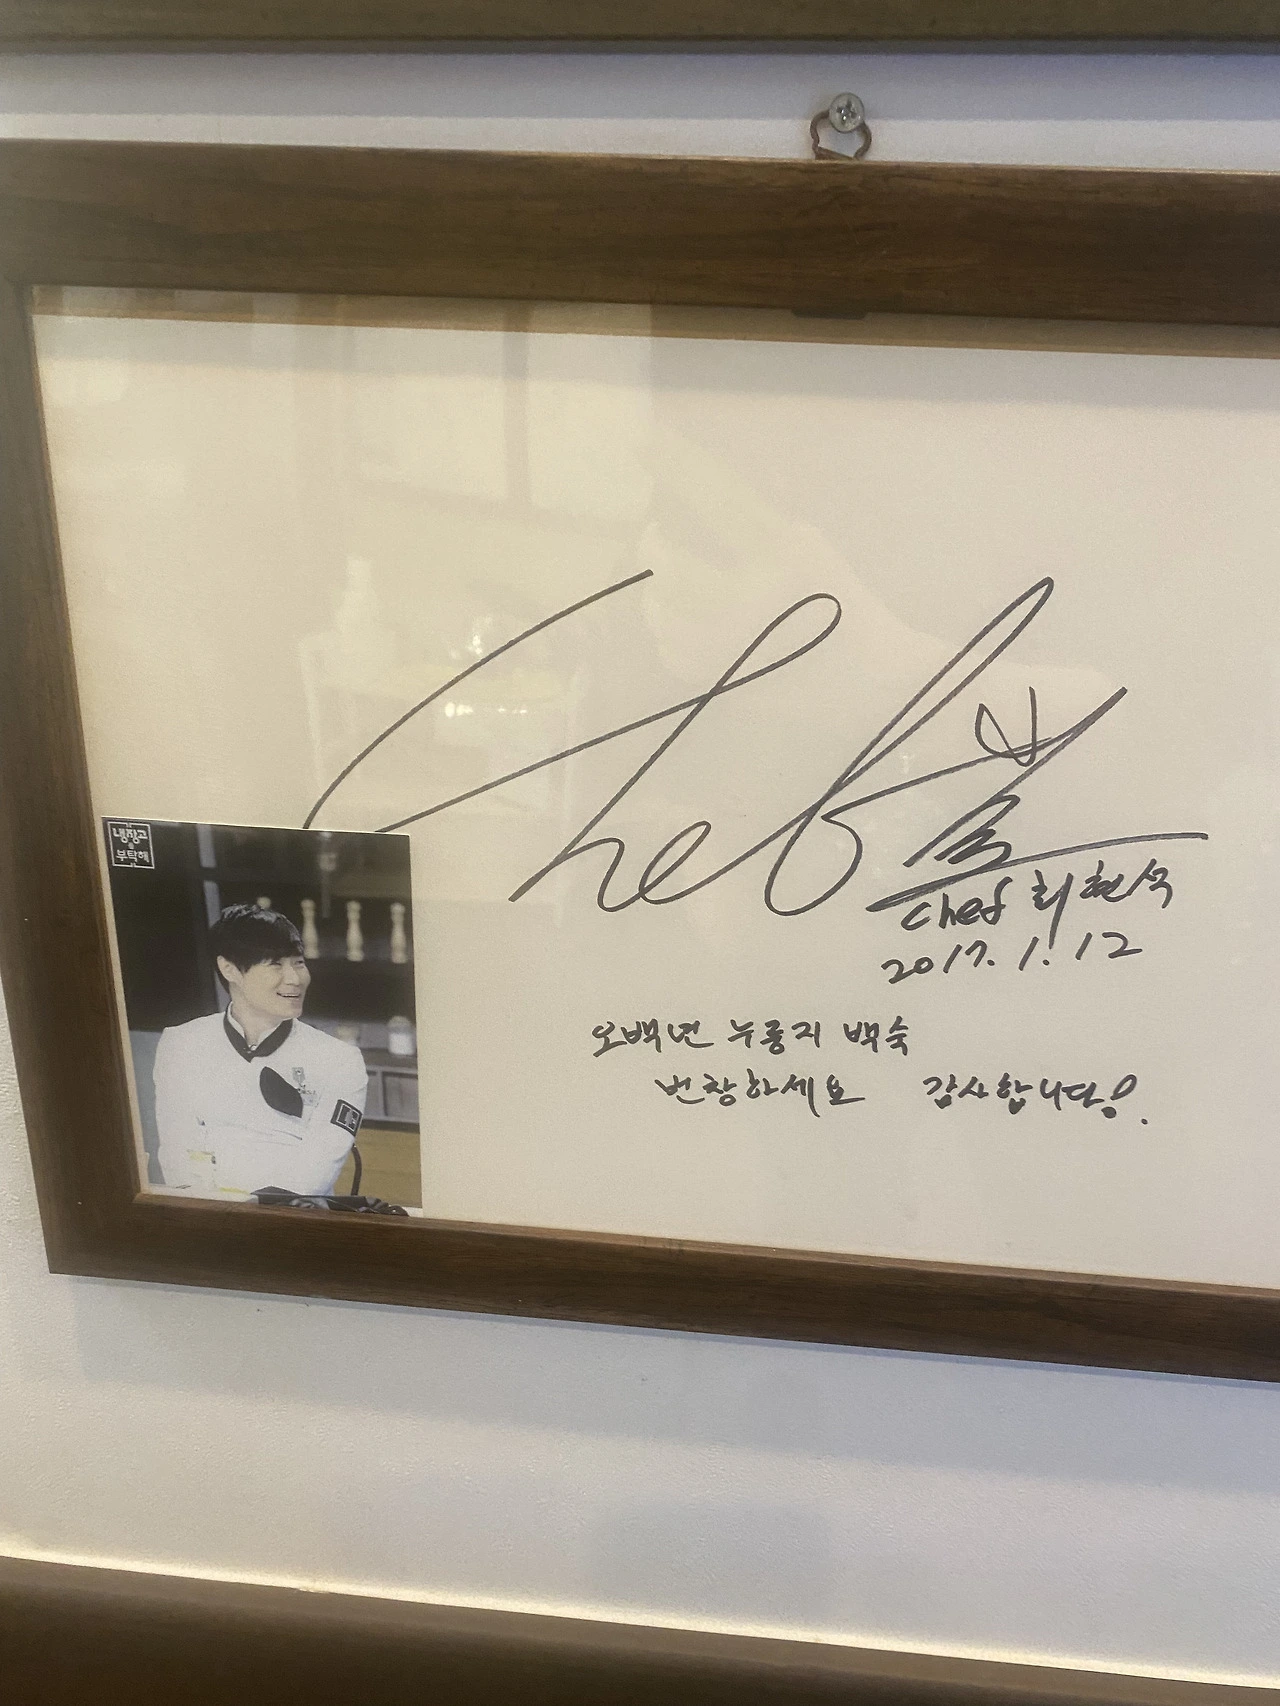 Chef 최현석
2017. 1. 12
오백년 누룽지 백숙
번창하세요 감사합니다!.
냉장고를
부탁해